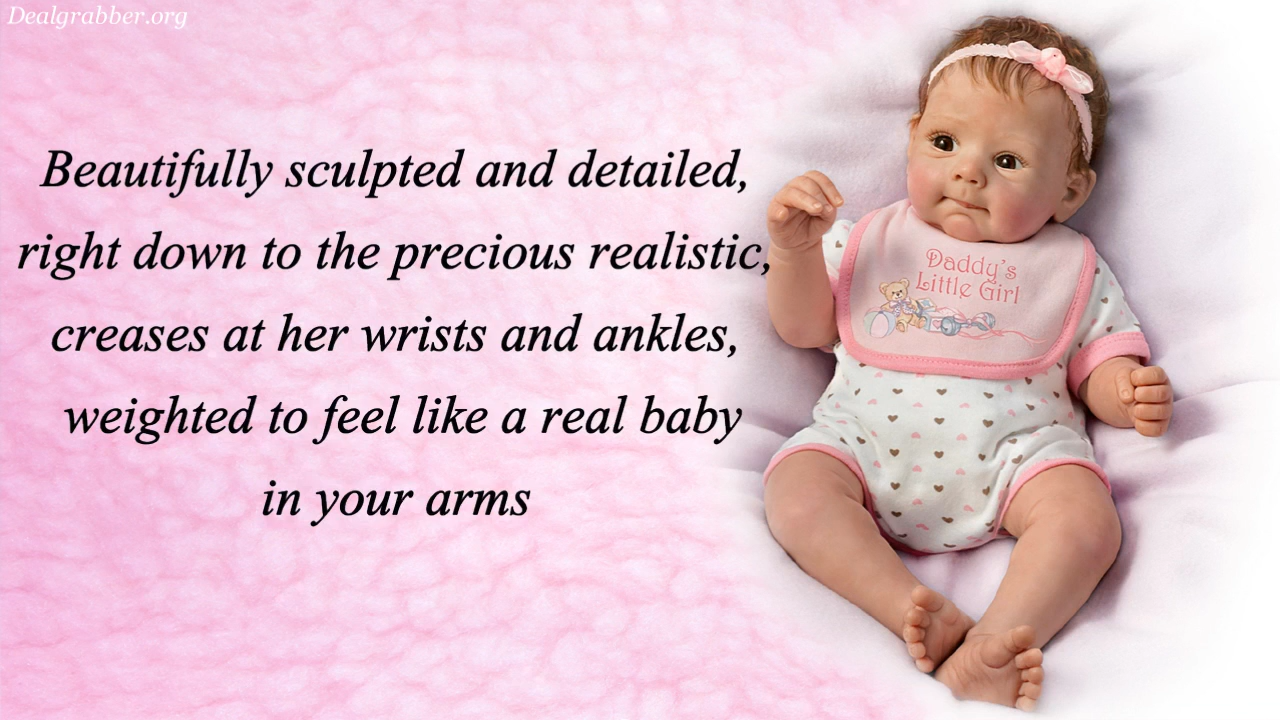 Dealgrabber.org
Beautifully sculpted and detailed,
right down to the precious realistic,
creases at her wrists and ankles,
weighted to feel like a real baby
in your arms
Daddy's
Little Girl